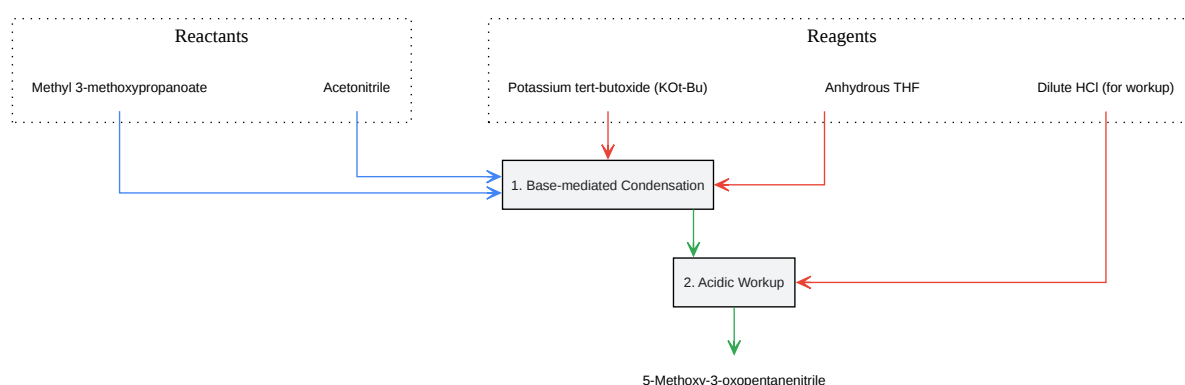 Reactants
Reagents
Methyl 3-methoxypropanoate
Acetonitrile
Potassium tert-butoxide (KOt-Bu)
Anhydrous THF
Dilute HCl (for workup)
1. Base-mediated Condensation
2. Acidic Workup
5-Methoxy-3-oxopentanenitrile